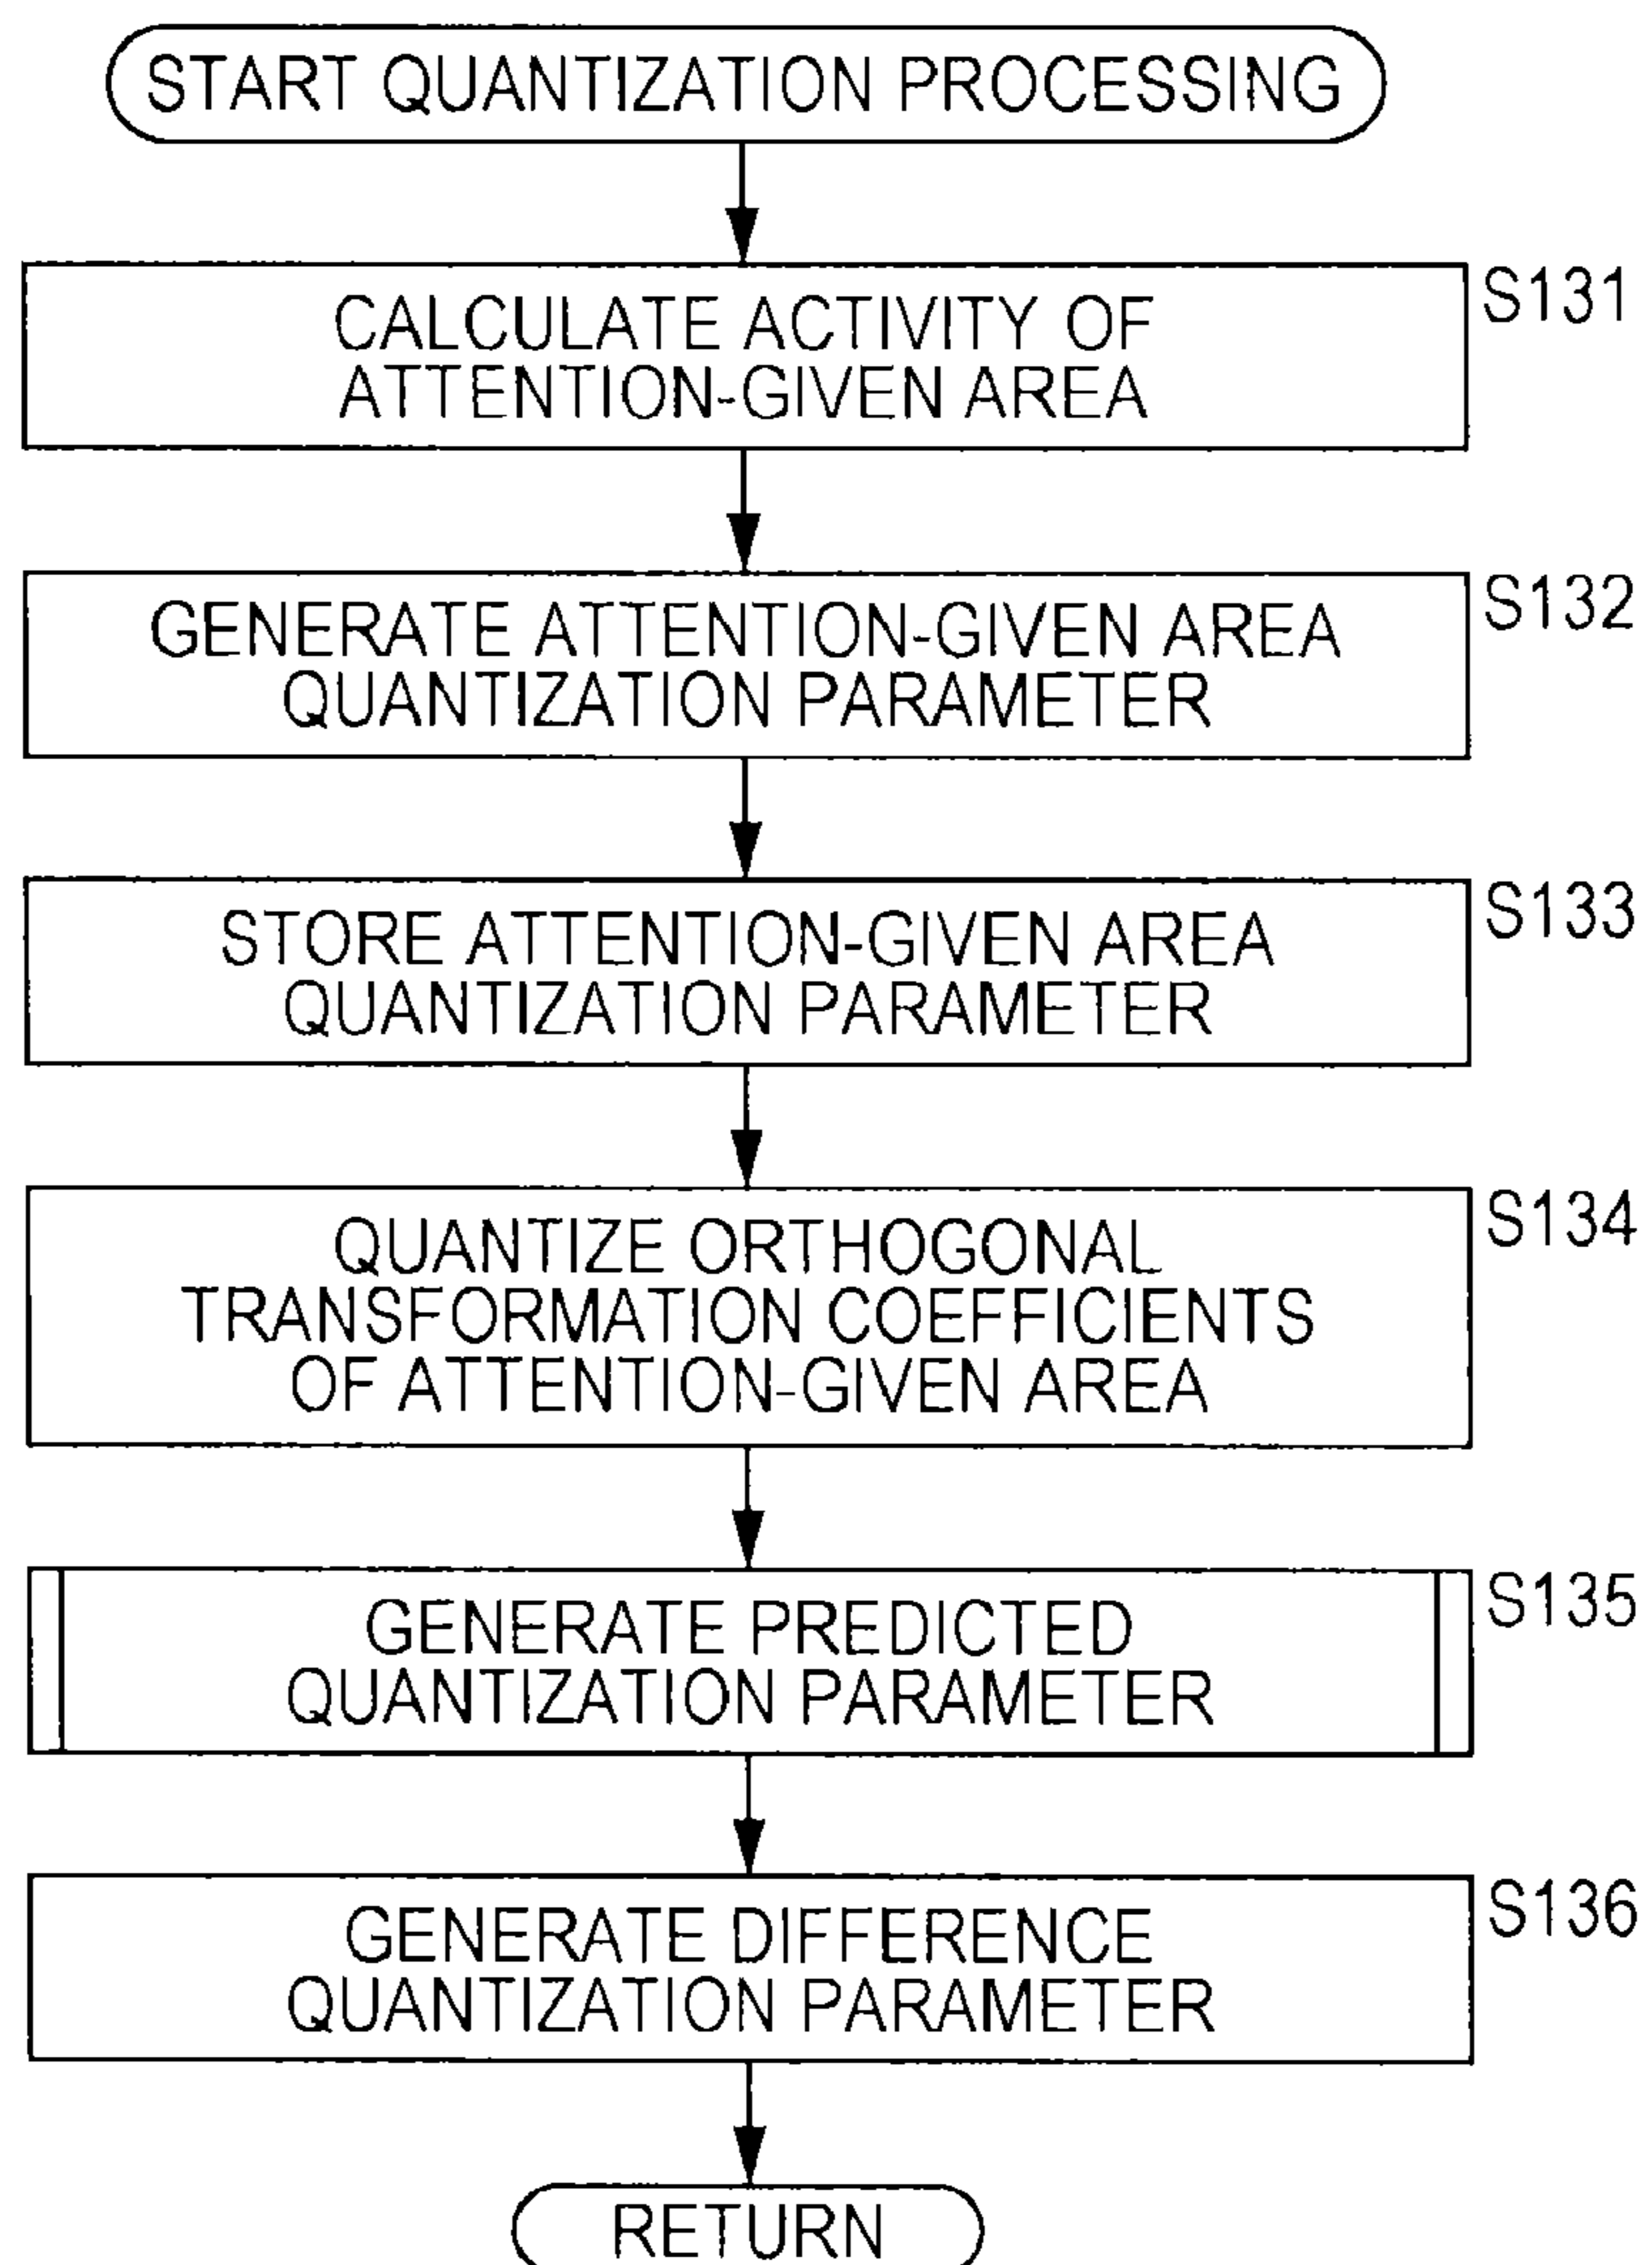 START QUANTIZATION PROCESSING
S131
CALCULATE ACTIVITY OF
ATTENTION-GIVEN AREA
S132
GENERATE ATTENTION-GIVEN AREA
QUANTIZATION PARAMETER
S133
STORE ATTENTION-GIVEN AREA
QUANTIZATION PARAMETER
S134
QUANTIZE ORTHOGONAL
TRANSFORMATION COEFFICIENTS
OF ATTENTION-GIVEN AREA
S135
GENERATE PREDICTED
QUANTIZATION PARAMETER
S136
GENERATE DIFFERENCE
QUANTIZATION PARAMETER
RETURN